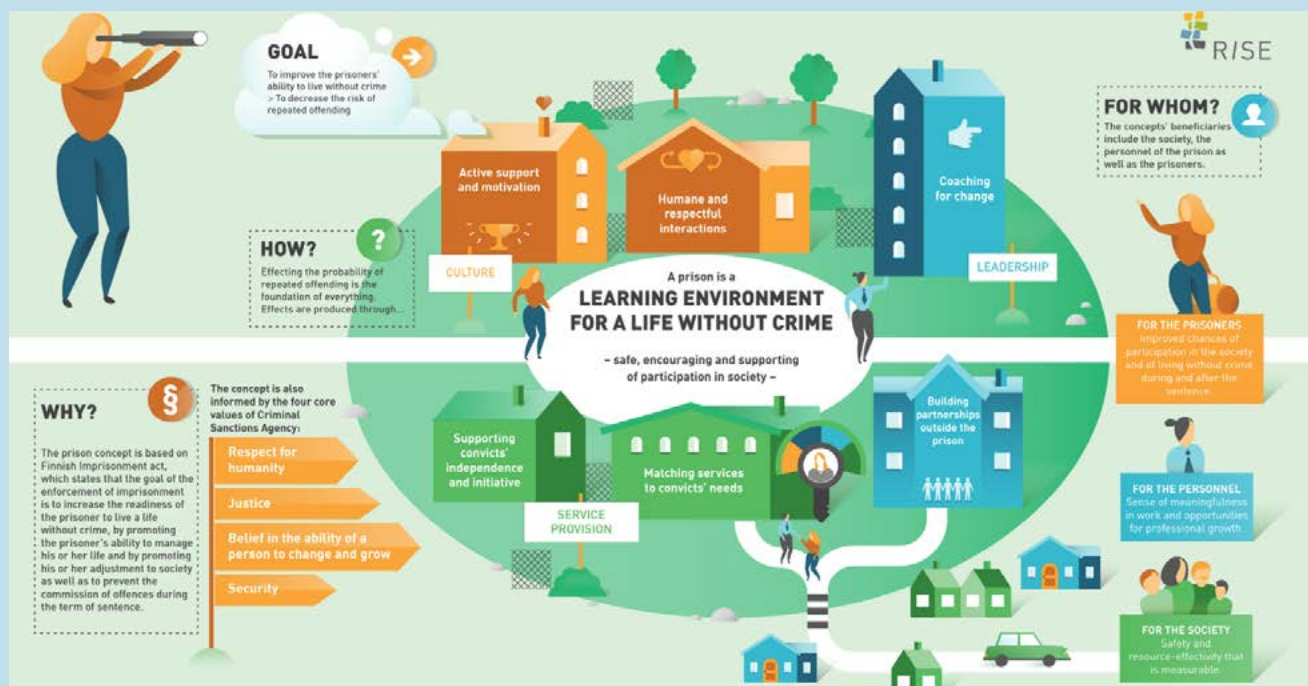 GOAL
To improve the prisoners'
ability to live without crime
> To decrease the risk of
repeated offending
RISE
FOR WHOM?
The concepts' beneficiaries
include the society, the
personnel of the prison as
well as the prisoners.
Active support
and motivation
Humane and
respectful
interactions
Coaching
for change
HOW?
Effecting the probability of
repeated offending is the
foundation of everything.
Effects are produced through...
?
CULTURE
LEADERSHIP
A prison is a
LEARNING ENVIRONMENT
FOR A LIFE WITHOUT CRIME
– safe, encouraging and supporting
of participation in society –
FOR THE PRISONERS
Improved chances of
participation in the society
and of living without crime
during and after the
sentence.
WHY?
§
The prison concept is based on
Finnish Imprisonment act,
which states that the goal of the
enforcement of imprisonment
is to increase the readiness of
the prisoner to live a life
without crime, by promoting
the prisoner's ability to manage
his or her life and by promoting
his or her adjustment to society
as well as to prevent the
commission of offences during
the term of sentence.
The concept is also
informed by the four core
values of Criminal
Sanctions Agency:
Respect for
humanity
Justice
Belief in the ability of a
person to change and grow
Security
Supporting
convicts'
independence
and initiative
Matching services
to convicts' needs
Building
partnerships
outside the
prison
SERVICE
PROVISION
FOR THE PERSONNEL
Sense of meaningfulness
in work and opportunities
for professional growth.
FOR THE SOCIETY
Safety and
resource-effectivity that
is measurable.